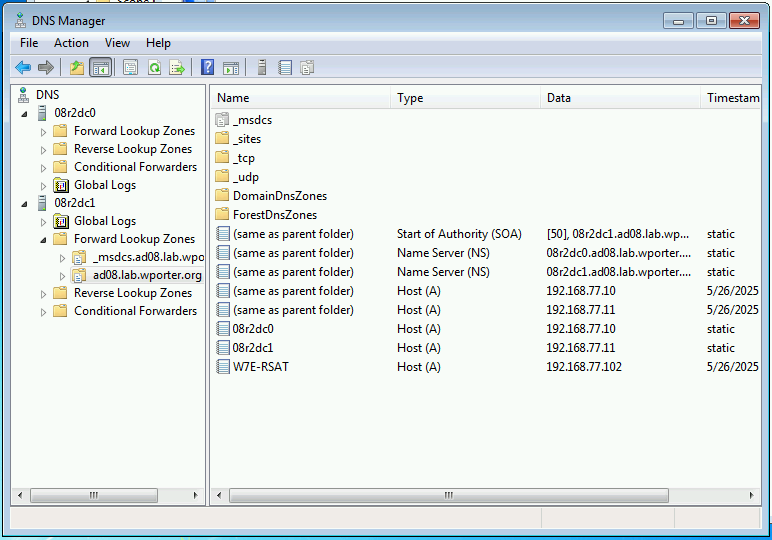 DNS Manager
File Action View Help
DNS
08r2dc0
Forward Lookup Zones
Reverse Lookup Zones
Conditional Forwarders
Global Logs
08r2dc1
Global Logs
Forward Lookup Zones
_msdcs.ad08.lab.wpo
ad08.lab.wporter.org
Reverse Lookup Zones
Conditional Forwarders
Name Type Data Timestam
_msdcs
_sites
_tcp
_udp
DomainDnsZones
ForestDnsZones
(same as parent folder) Start of Authority (SOA) [50], 08r2dc1.ad08.lab.wp... static
(same as parent folder) Name Server (NS) 08r2dc0.ad08.lab.wporter.... static
(same as parent folder) Name Server (NS) 08r2dc1.ad08.lab.wporter.... static
(same as parent folder) Host (A) 192.168.77.10 5/26/2025
(same as parent folder) Host (A) 192.168.77.11 5/26/2025
08r2dc0 Host (A) 192.168.77.10 static
08r2dc1 Host (A) 192.168.77.11 static
W7E-RSAT Host (A) 192.168.77.102 5/26/2025